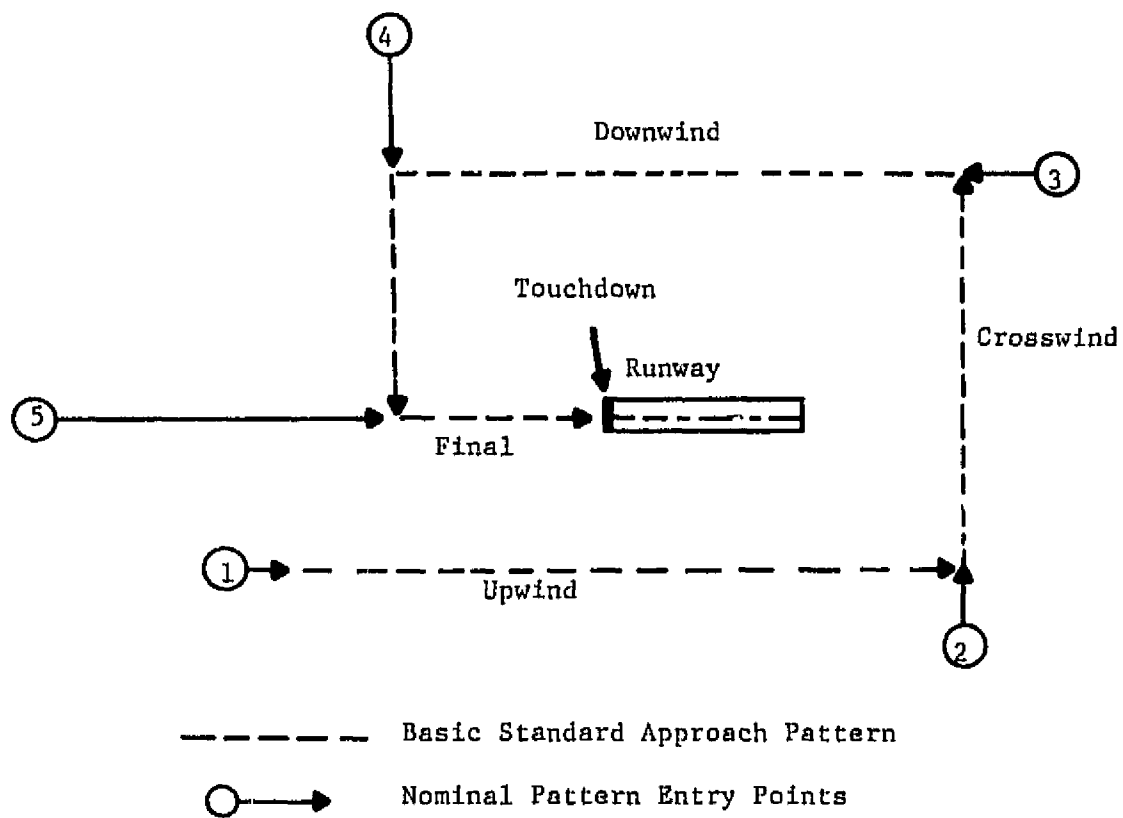 4
Downwind
3
Touchdown
Crosswind
Runway
5
Final
1
Upwind
2
Basic Standard Approach Pattern
Nominal Pattern Entry Points